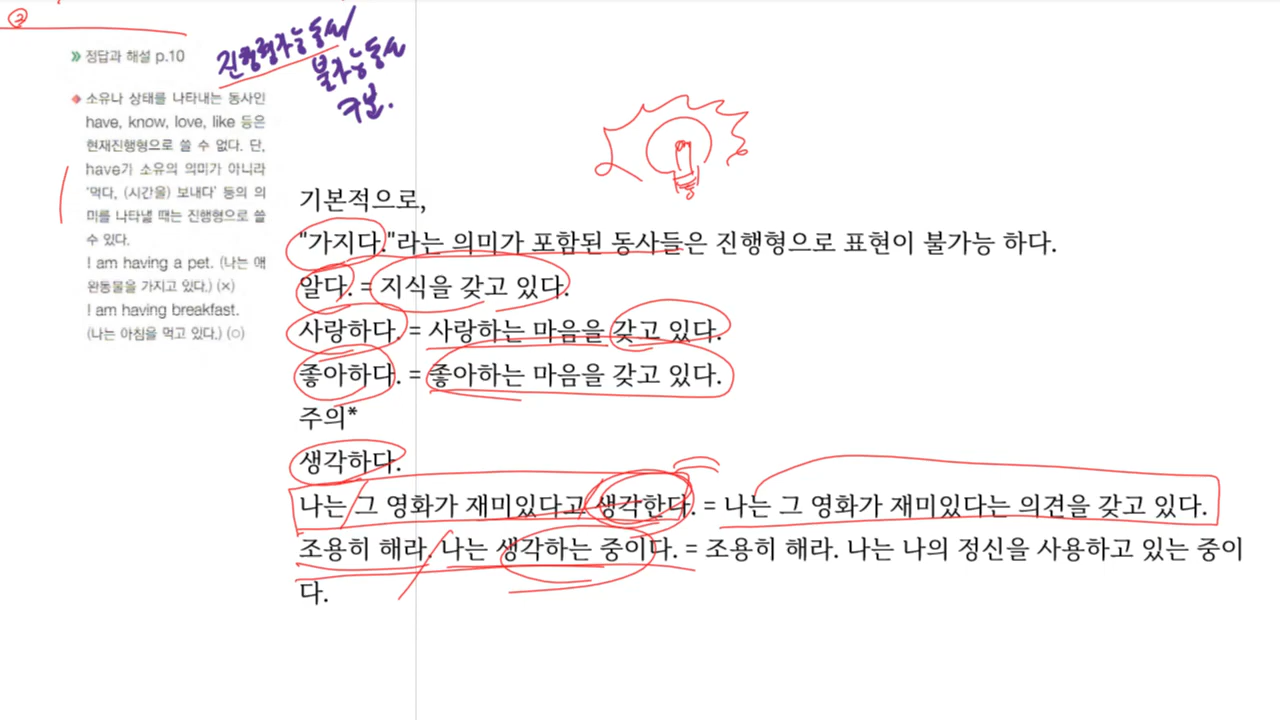 ②
» 정답과 해설 p.10
진행형가능동사/
불가능동사
구분.
소유나 상태를 나타내는 동사인
have, know, love, like 등은
현재진행형으로 쓸 수 없다. 단,
have가 소유의 의미가 아니라
'먹다, (시간을) 보내다' 등의 의
미를 나타낼 때는 진행형으로 쓸
수 있다.
I am having a pet. (나는 애
완동물을 가지고 있다.) (×)
I am having breakfast.
(나는 아침을 먹고 있다.) (○)
기본적으로,
"가지다."라는 의미가 포함된 동사들은 진행형으로 표현이 불가능 하다.
알다. = 지식을 갖고 있다.
사랑하다. = 사랑하는 마음을 갖고 있다.
좋아하다. = 좋아하는 마음을 갖고 있다.
주의*
생각하다.
나는 그 영화가 재미있다고 생각한다. = 나는 그 영화가 재미있다는 의견을 갖고 있다.
조용히 해라. 나는 생각하는 중이다. = 조용히 해라. 나는 나의 정신을 사용하고 있는 중이
다.